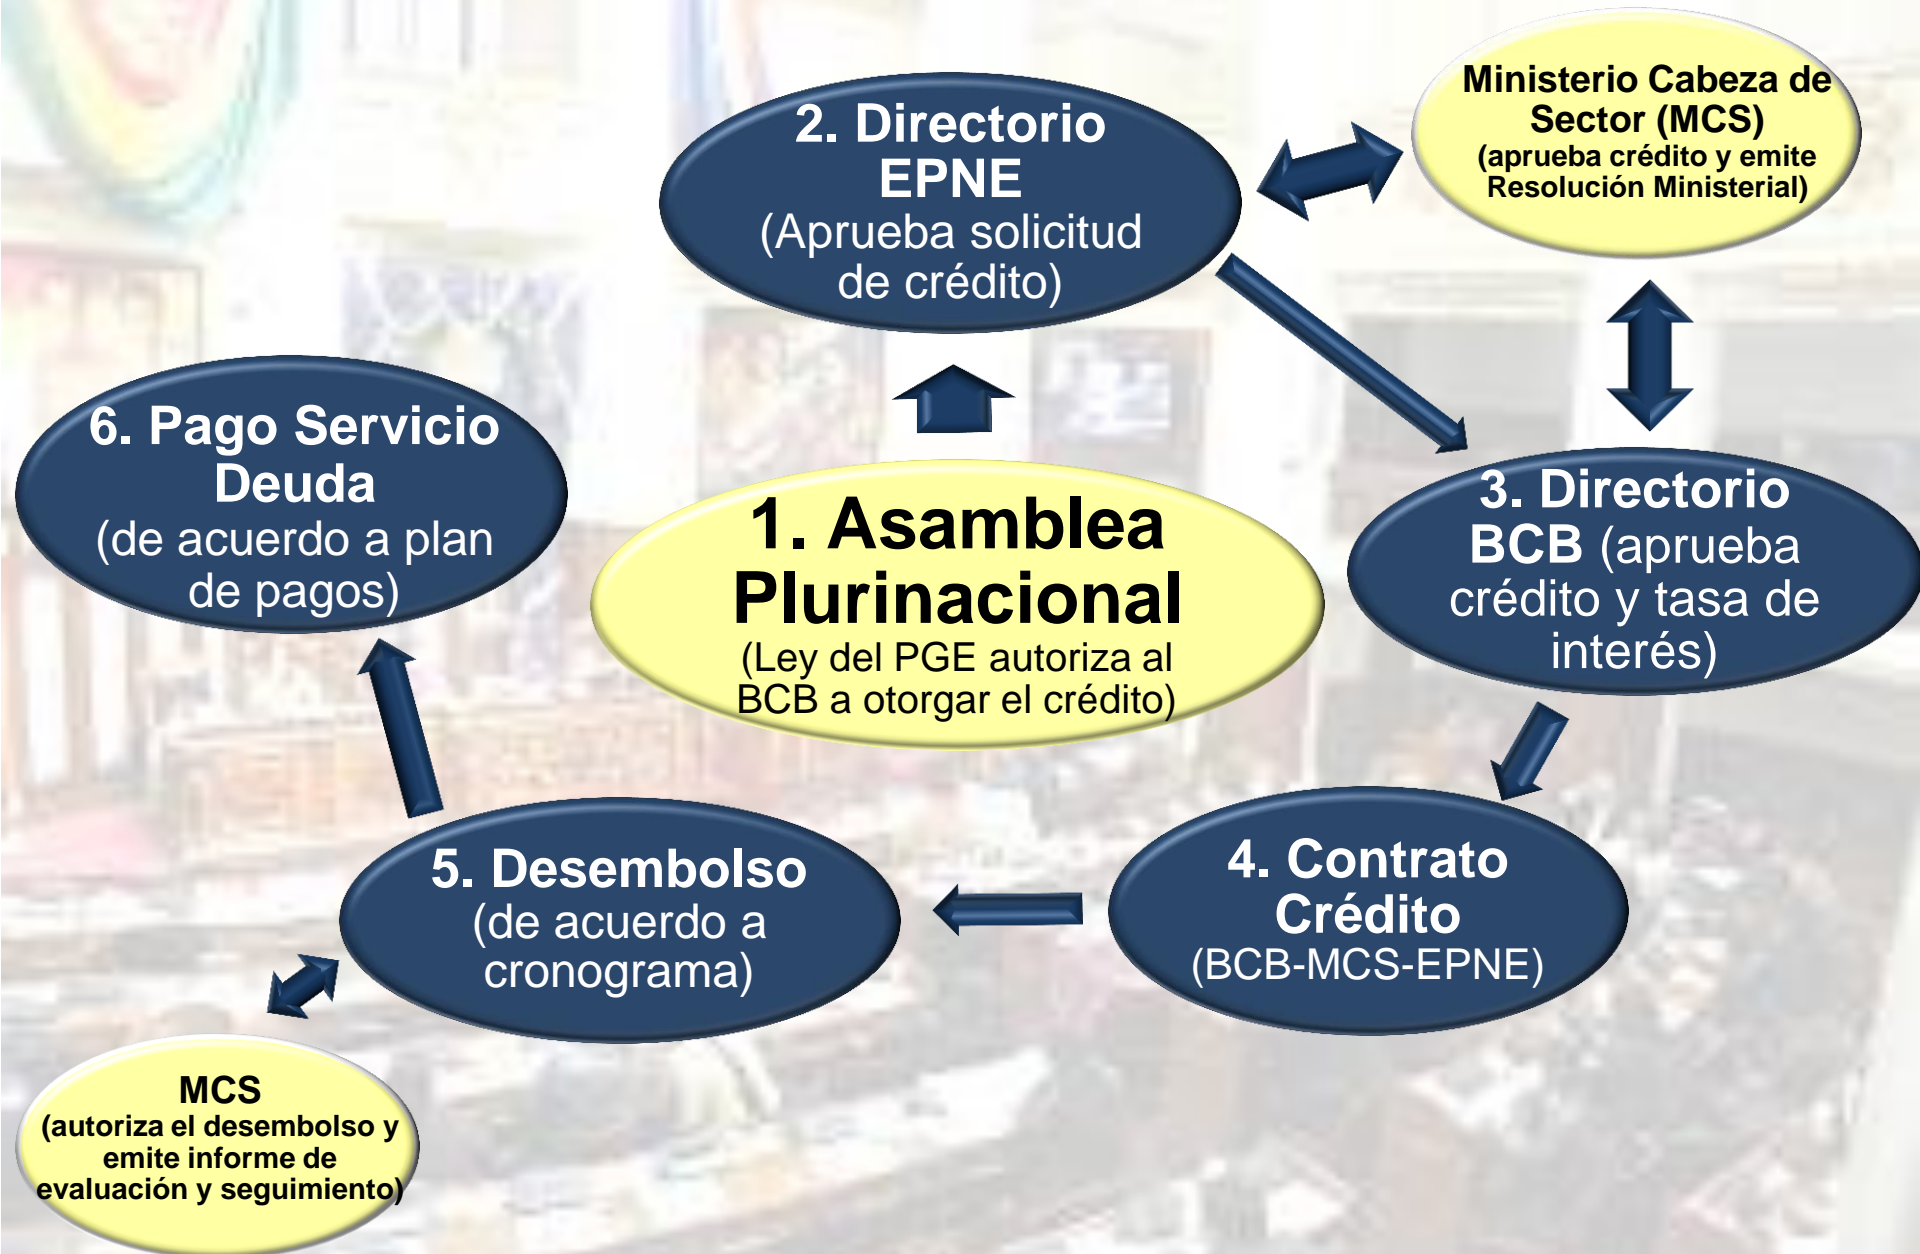 Ministerio Cabeza de
Sector (MCS)
(aprueba crédito y emite
Resolución Ministerial)
2. Directorio
EPNE
(Aprueba solicitud
de crédito)
6. Pago Servicio
Deuda
(de acuerdo a plan
de pagos)
1. Asamblea
Plurinacional
(Ley del PGE autoriza al
BCB a otorgar el crédito)
3. Directorio
BCB (aprueba
crédito y tasa de
interés)
5. Desembolso
(de acuerdo a
cronograma)
4. Contrato
Crédito
(BCB-MCS-EPNE)
MCS
(autoriza el desembolso y
emite informe de
evaluación y seguimiento)